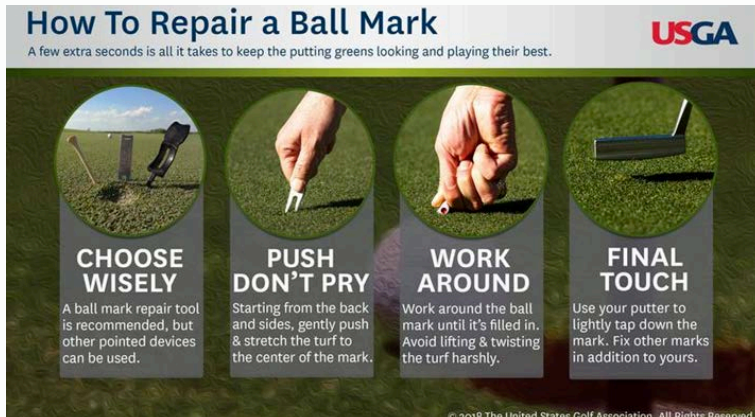 How To Repair a Ball Mark
A few extra seconds is all it takes to keep the putting greens looking and playing their best.
USGA
CHOOSE
WISELY
A ball mark repair tool
is recommended, but
other pointed devices
can be used.
PUSH
DON'T PRY
Starting from the back
and sides, gently push
& stretch the turf to
the center of the mark.
WORK
AROUND
Work around the ball
mark until it's filled in.
Avoid lifting & twisting
the turf harshly.
FINAL
TOUCH
Use your putter to
lightly tap down the
mark. Fix other marks
in addition to yours.
© 2018 The United States Golf Association. All Rights Reserved